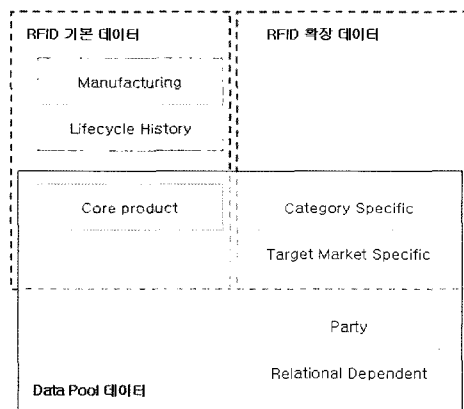 RFID 기본 데이터
RFID 확장 데이터
Manufacturing
Lifecycle History
Core product
Category Specific
Target Market Specific
Party
Relational Dependent
Data Pool 데이터